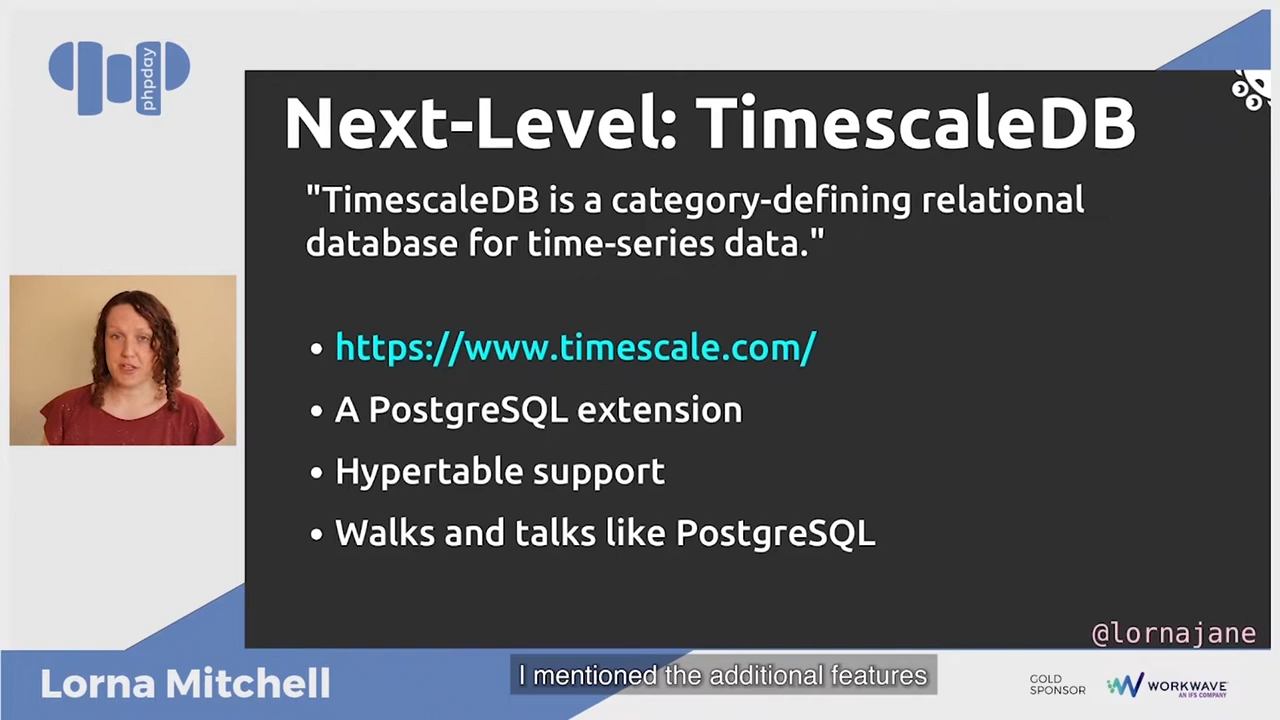 phpday
Next-Level: TimescaleDB
"TimescaleDB is a category-defining relational
database for time-series data."
• https://www.timescale.com/
• A PostgreSQL extension
• Hypertable support
• Walks and talks like PostgreSQL
@lornajane
Lorna Mitchell
I mentioned the additional features
GOLD
SPONSOR
WORKWAVE
AN IFS COMPANY